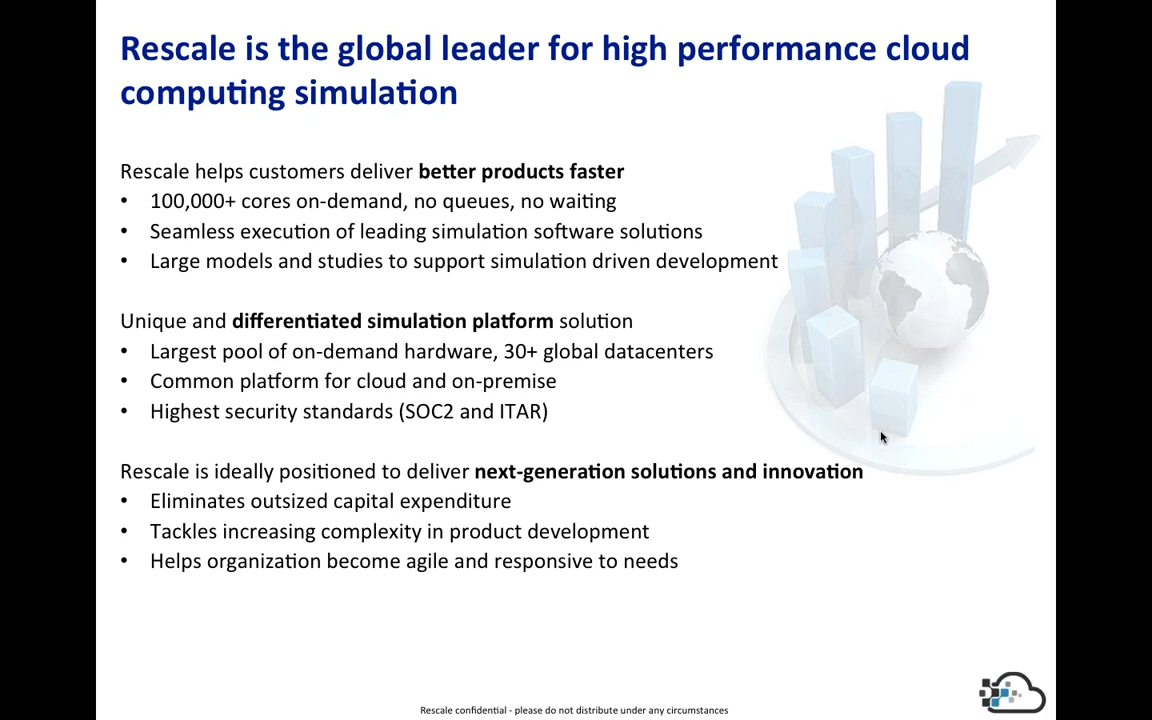 Rescale is the global leader for high performance cloud
computing simulation
Rescale helps customers deliver better products faster
• 100,000+ cores on-demand, no queues, no waiting
• Seamless execution of leading simulation software solutions
• Large models and studies to support simulation driven development
Unique and differentiated simulation platform solution
• Largest pool of on-demand hardware, 30+ global datacenters
• Common platform for cloud and on-premise
• Highest security standards (SOC2 and ITAR)
Rescale is ideally positioned to deliver next-generation solutions and innovation
• Eliminates outsized capital expenditure
• Tackles increasing complexity in product development
• Helps organization become agile and responsive to needs
Rescale confidential - please do not distribute under any circumstances